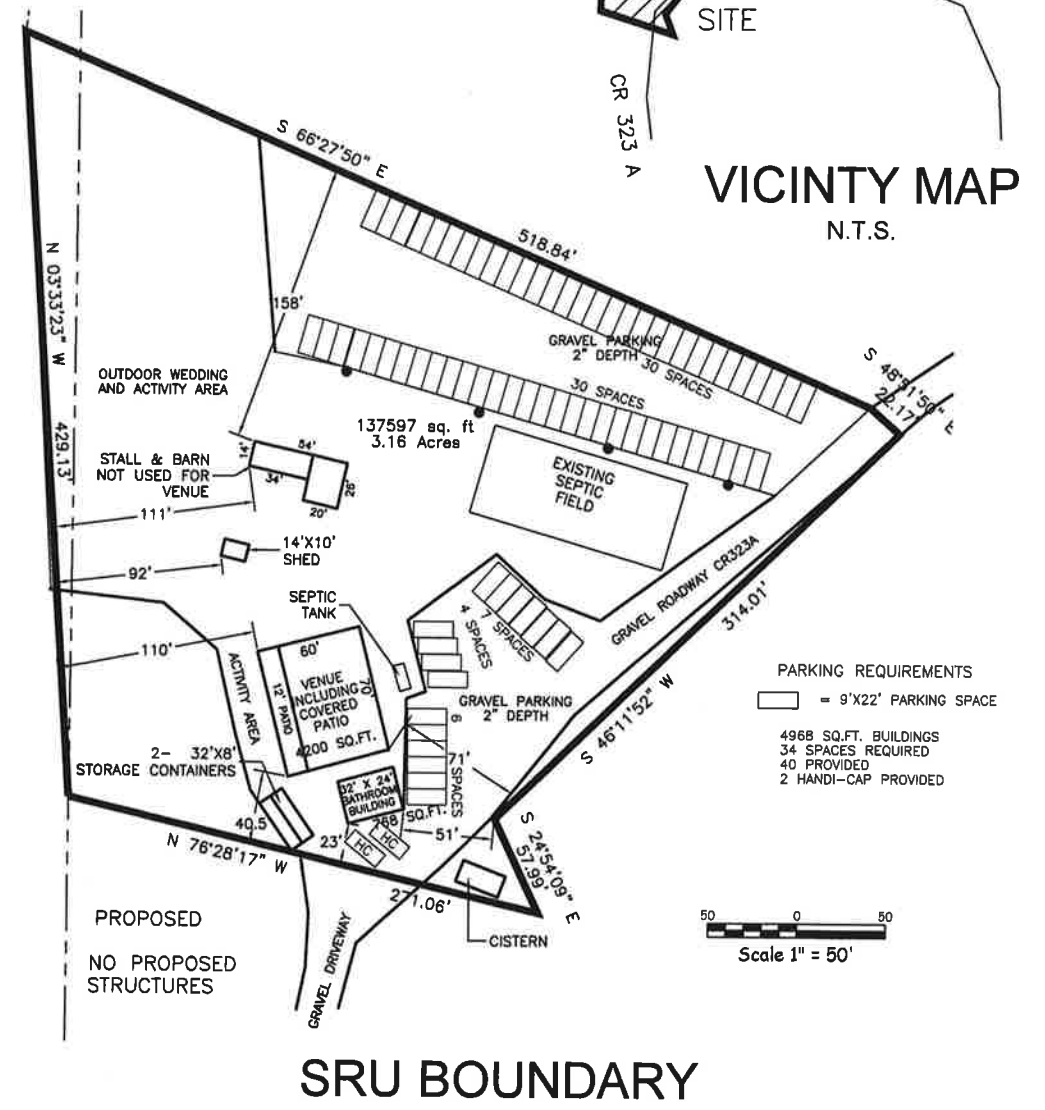 SITE
CR 323 A
VICINTY MAP
N.T.S.
S 66°27'50" E
518.84'
N 03°33'23" W
429.13'
158'
GRAVEL PARKING
2" DEPTH
30 SPACES
30 SPACES
S 48°51'50" E
22.17'
OUTDOOR WEDDING
AND ACTIVITY AREA
137597 sq. ft
3.16 Acres
STALL & BARN
NOT USED FOR
VENUE
14'
54'
34'
26'
20'
EXISTING
SEPTIC
FIELD
111'
14'X10'
SHED
92'
SEPTIC
TANK
GRAVEL ROADWAY CR323A
314.01'
S 46°11'52" W
4 SPACES
7 SPACES
110'
ACTIVITY AREA
60'
12' PATIO
VENUE
INCLUDING
COVERED
PATIO
70'
4200 SQ.FT.
GRAVEL PARKING
2" DEPTH
6 SPACES
71'
PARKING REQUIREMENTS
= 9'X22' PARKING SPACE
4968 SQ.FT. BUILDINGS
34 SPACES REQUIRED
40 PROVIDED
2 HANDI-CAP PROVIDED
2- 32'X8'
STORAGE CONTAINERS
32' X 24'
BATHROOM
BUILDING
768 SQ.FT.
40.5
23'
HC
HC
51'
N 76°28'17" W
271.06'
S 24°54'09" E
57.99'
CISTERN
PROPOSED
NO PROPOSED
STRUCTURES
GRAVEL DRIVEWAY
50 0 50
Scale 1" = 50'
SRU BOUNDARY